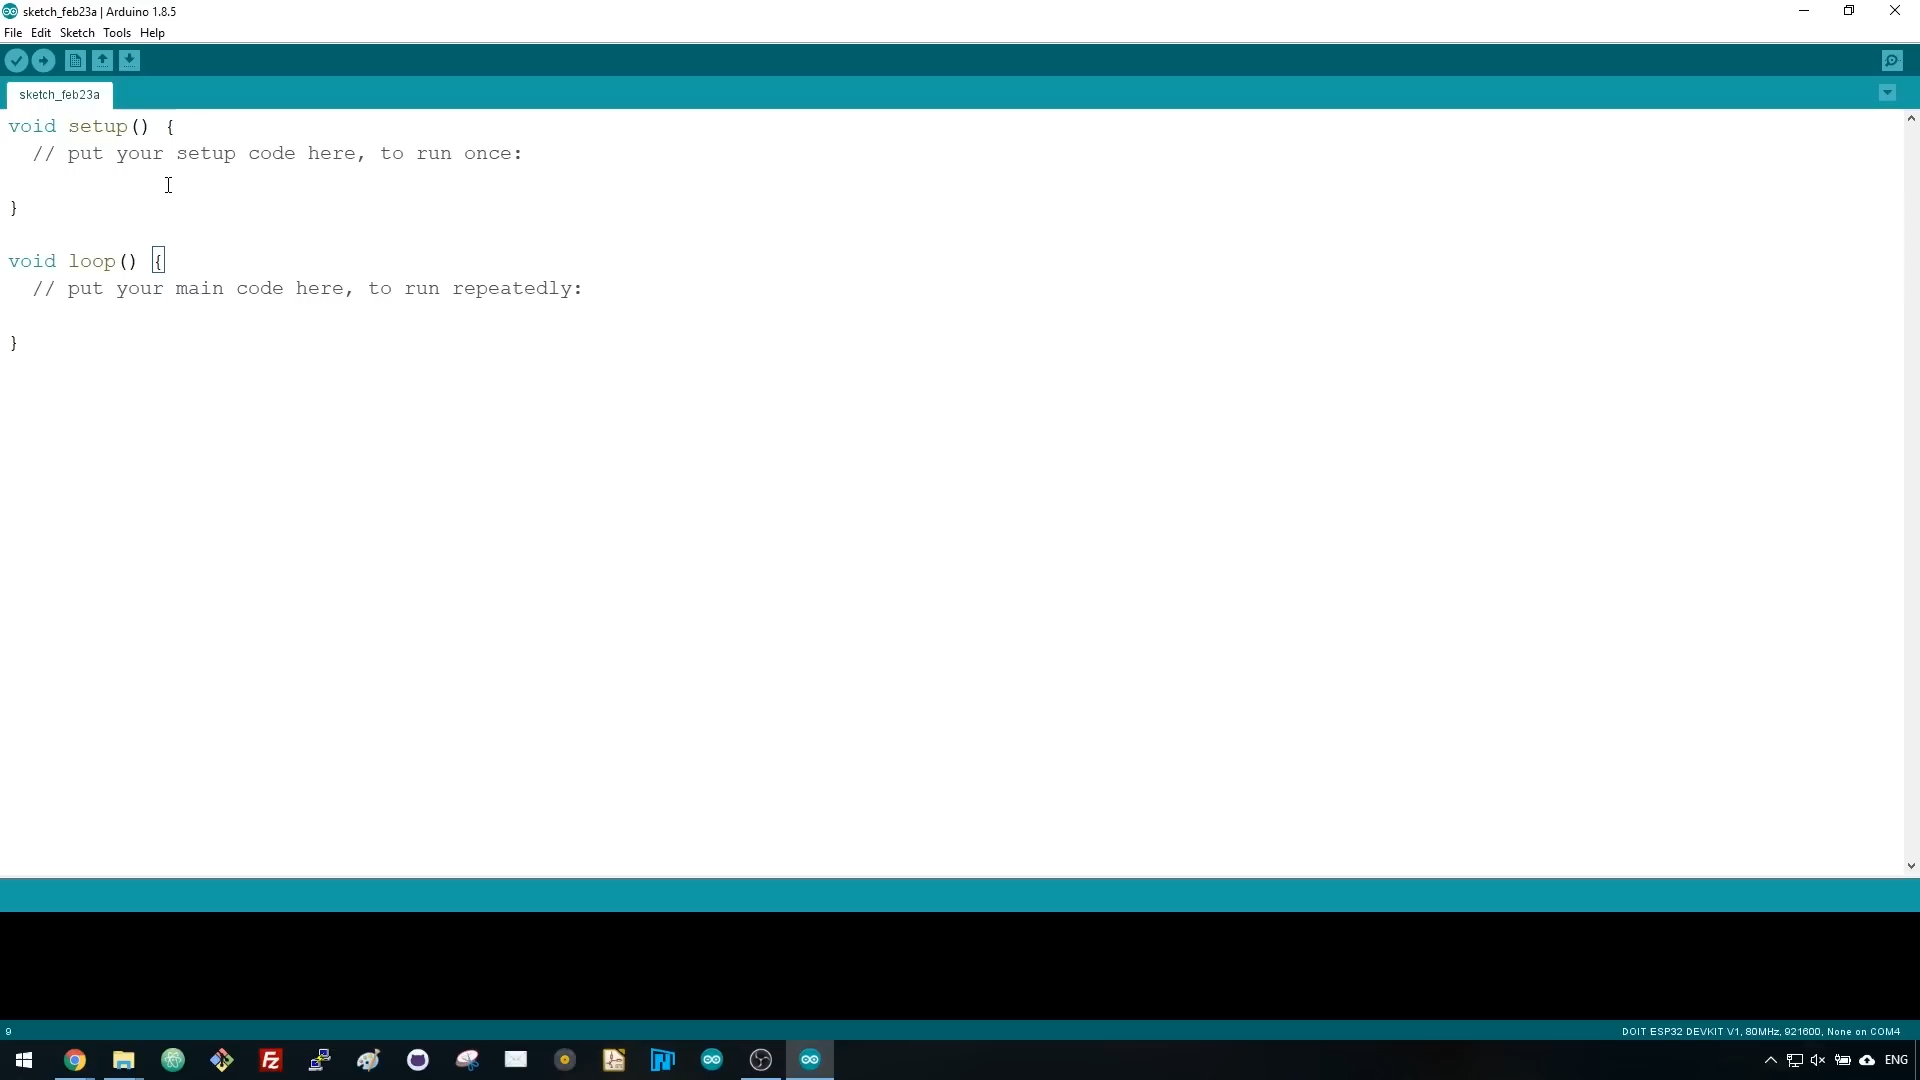 sketch_feb23a | Arduino 1.8.5
File Edit Sketch Tools Help
sketch_feb23a
void setup() {
  // put your setup code here, to run once:
}
void loop() {
  // put your main code here, to run repeatedly:
}
9
DOIT ESP32 DEVKIT V1, 80MHz, 921600, None on COM4
Fz
ENG